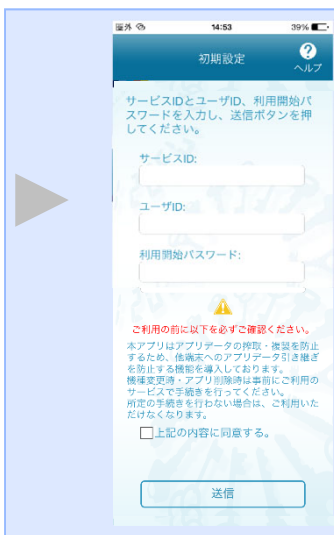 圏外
14:53
39%
初期設定
?
ヘルプ
サービスIDとユーザID、利用開始パ
スワードを入力し、送信ボタンを押
してください。
サービスID:
ユーザID:
利用開始パスワード:
ご利用の前に以下を必ずご確認ください。
本アプリはアプリデータの搾取・複製を防止
するため、他端末へのアプリデータ引き継ぎ
を防止する機能を導入しております。
機種変更時・アプリ削除時は事前にご利用の
サービスで手続きを行ってください。
所定の手続きを行わない場合は、ご利用いた
だけなくなります。
上記の内容に同意する。
送信